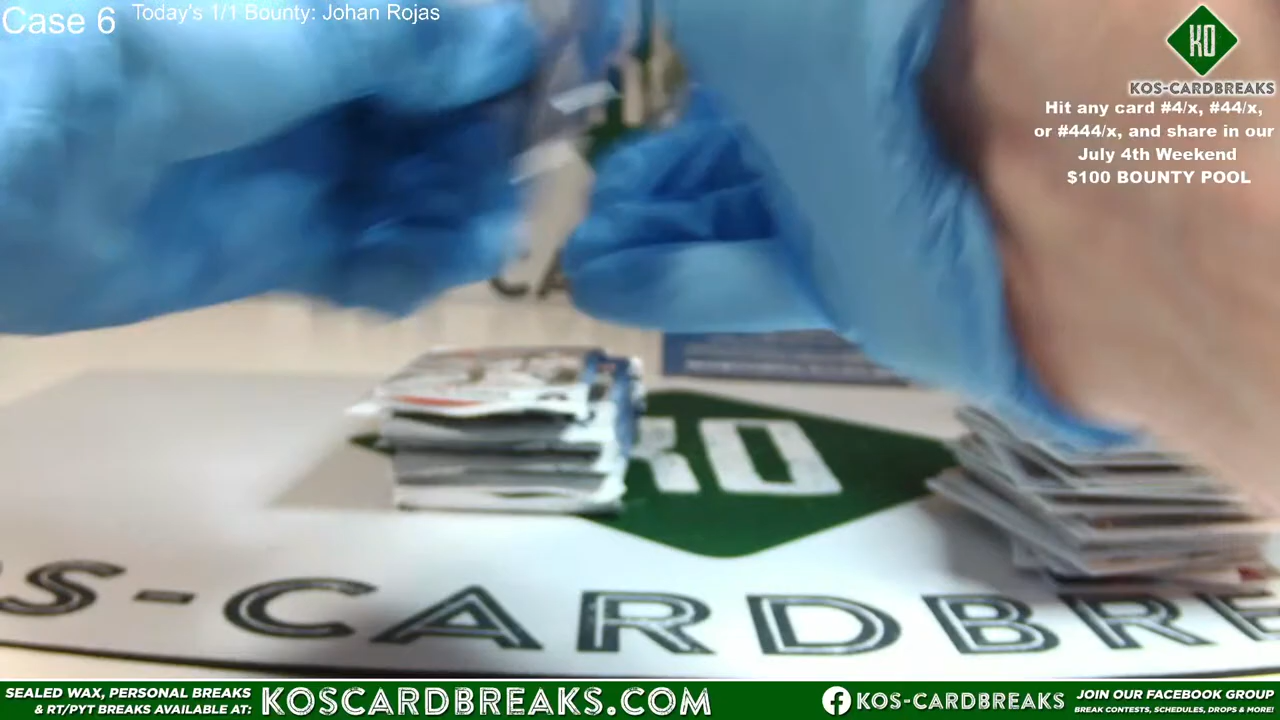 Case 6
Today's 1/1 Bounty: Johan Rojas
KO
KOS-CARDBREAKS
Hit any card #4/x, #44/x,
or #444/x, and share in our
July 4th Weekend
$100 BOUNTY POOL
CA
KO
S-CARDBRE
SEALED WAX, PERSONAL BREAKS
& RT/PYT BREAKS AVAILABLE AT:
KOSCARDBREAKS.COM
KOS-CARDBREAKS
JOIN OUR FACEBOOK GROUP
BREAK CONTESTS, SCHEDULES, DROPS & MORE!